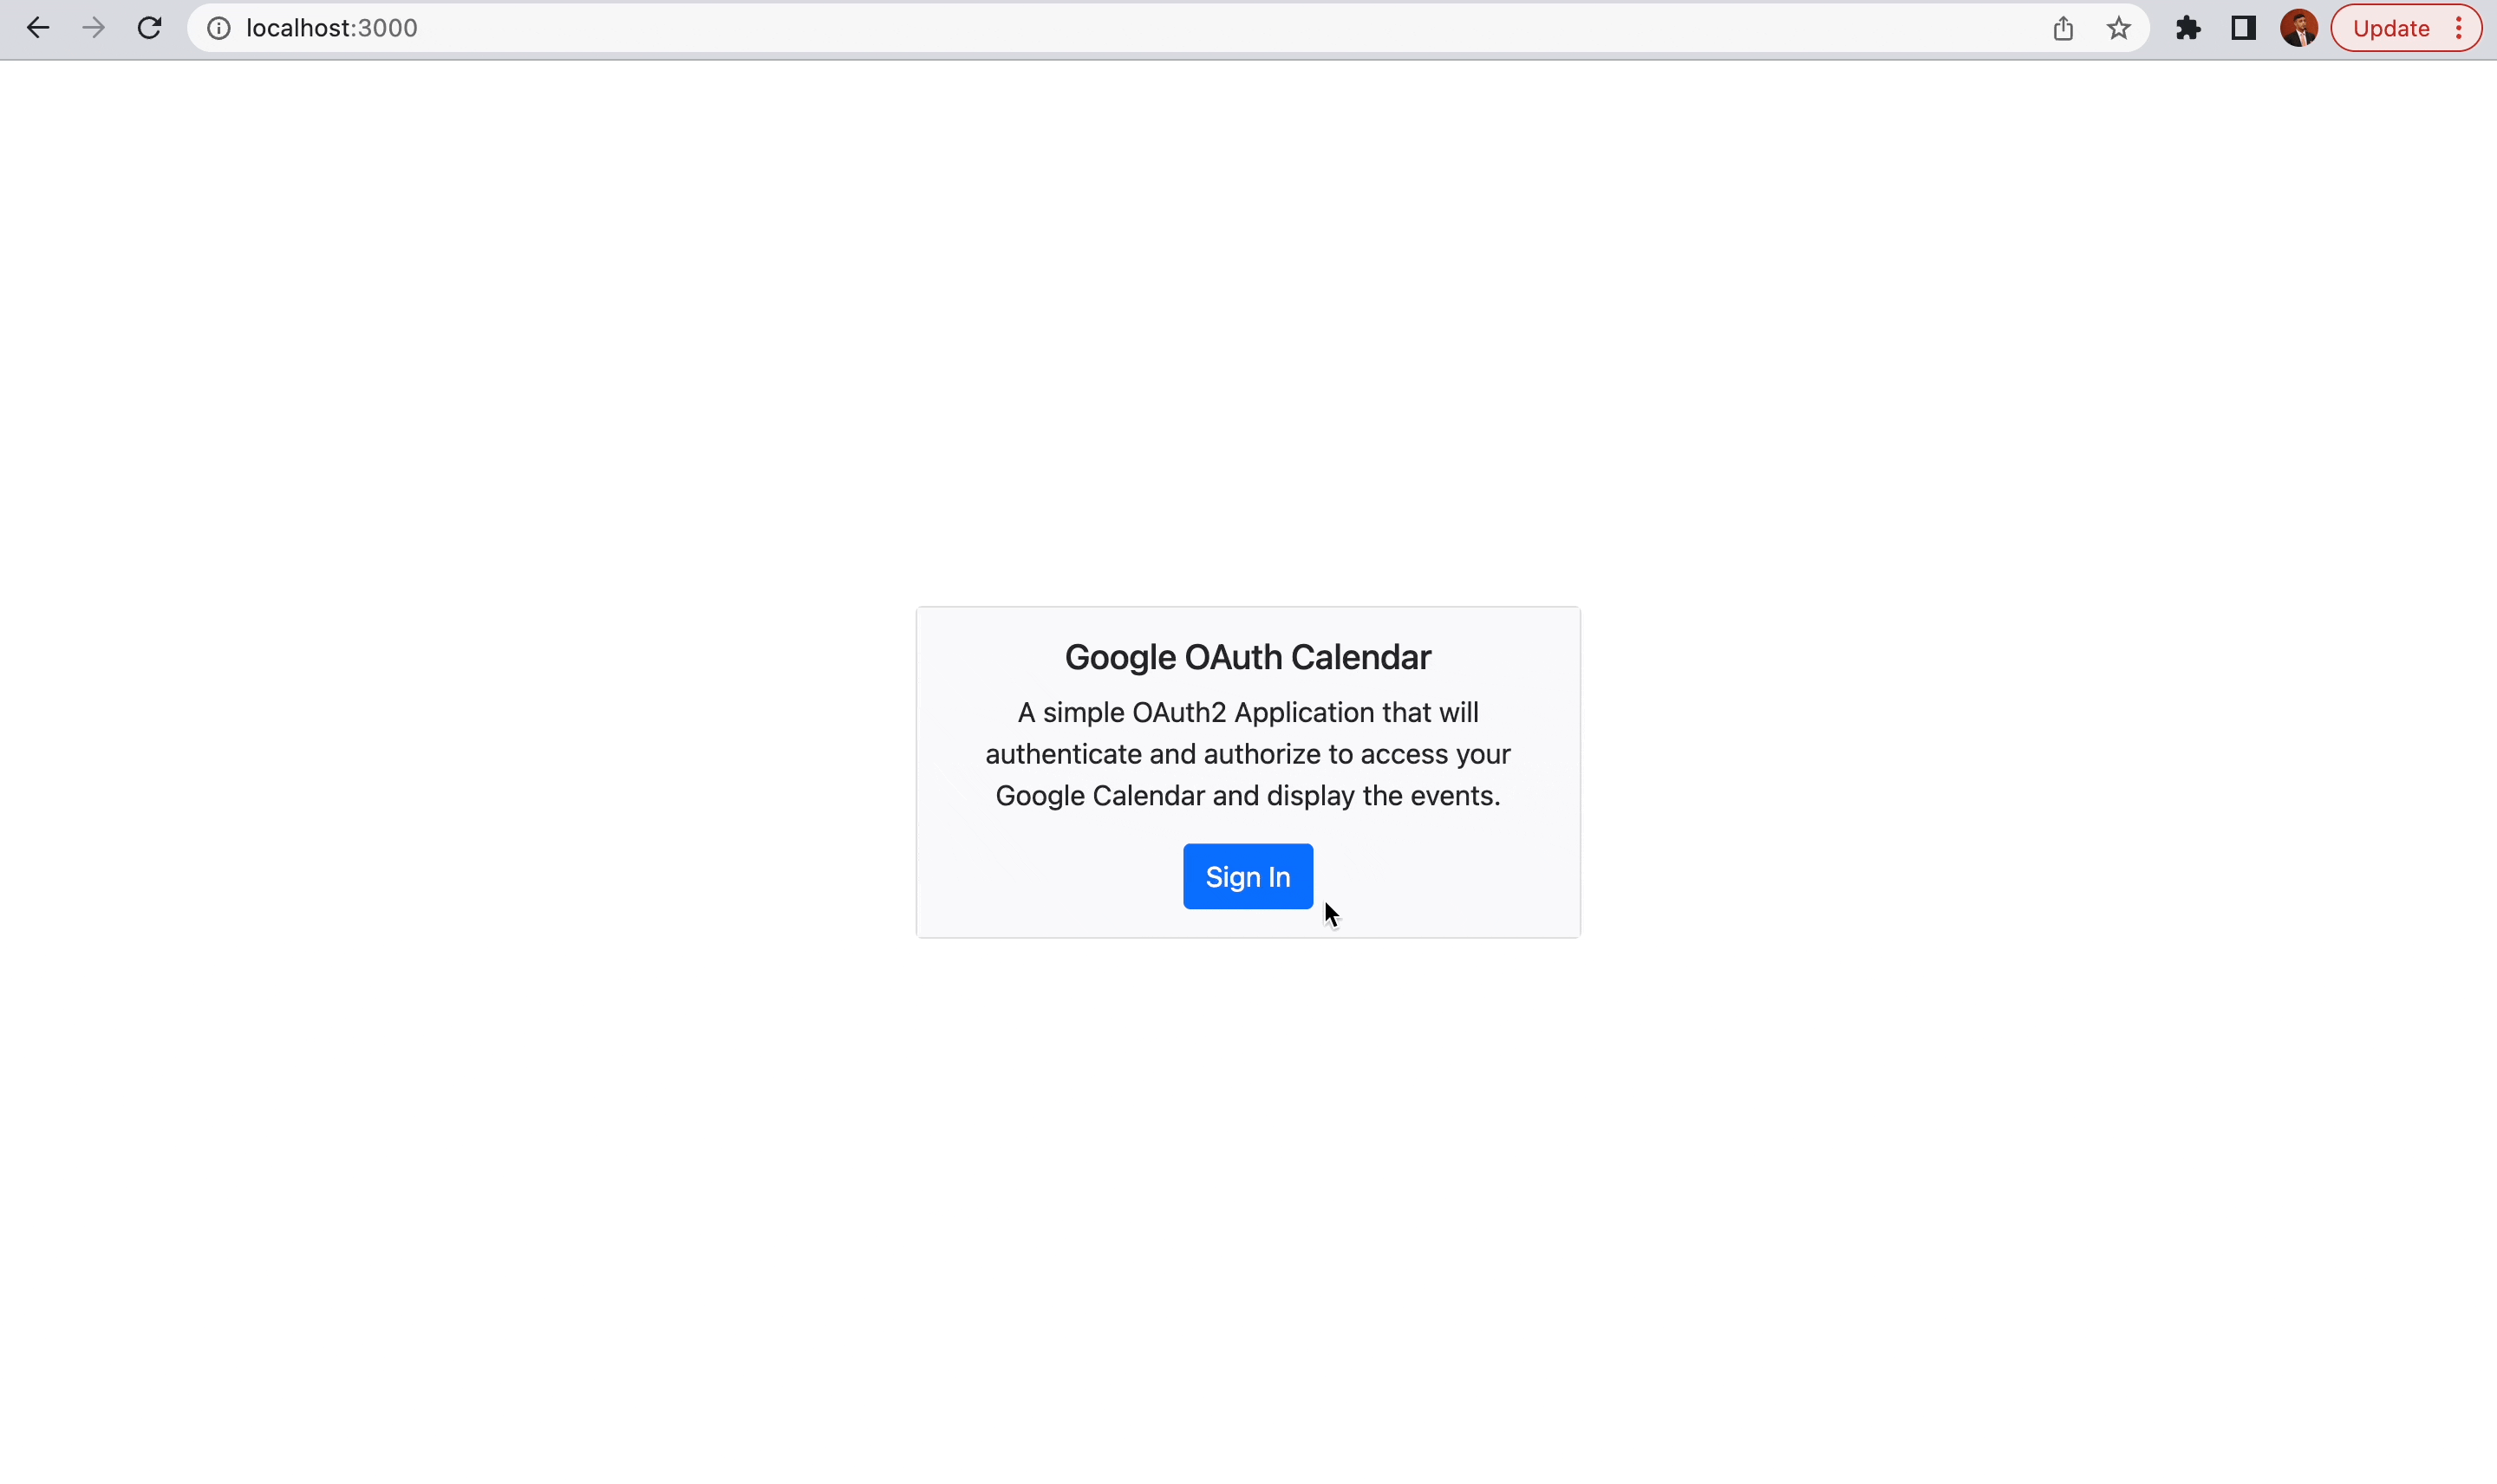 localhost:3000
Update
Google OAuth Calendar
A simple OAuth2 Application that will
authenticate and authorize to access your
Google Calendar and display the events.
Sign In